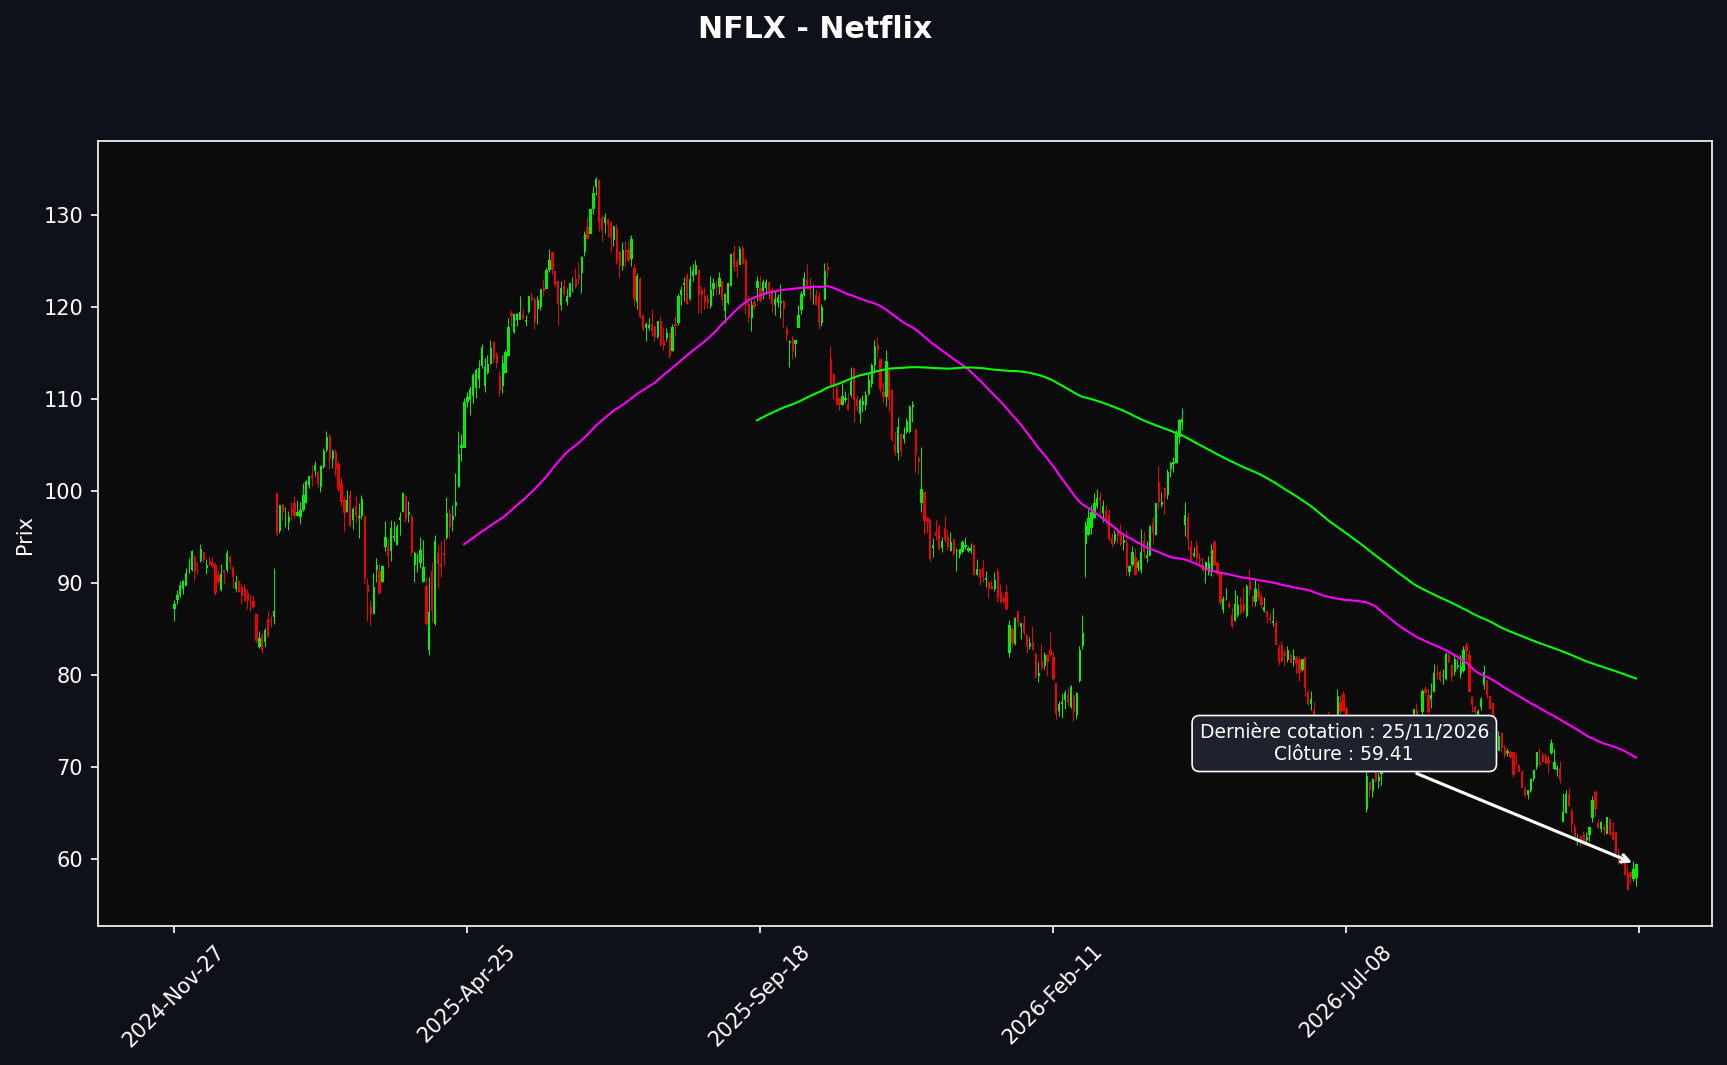 NFLX - Netflix
Prix
130
120
110
100
90
80
70
60
Dernière cotation : 25/11/2026
Clôture : 59.41
2024-Nov-27
2025-Apr-25
2025-Sep-18
2026-Feb-11
2026-Jul-08